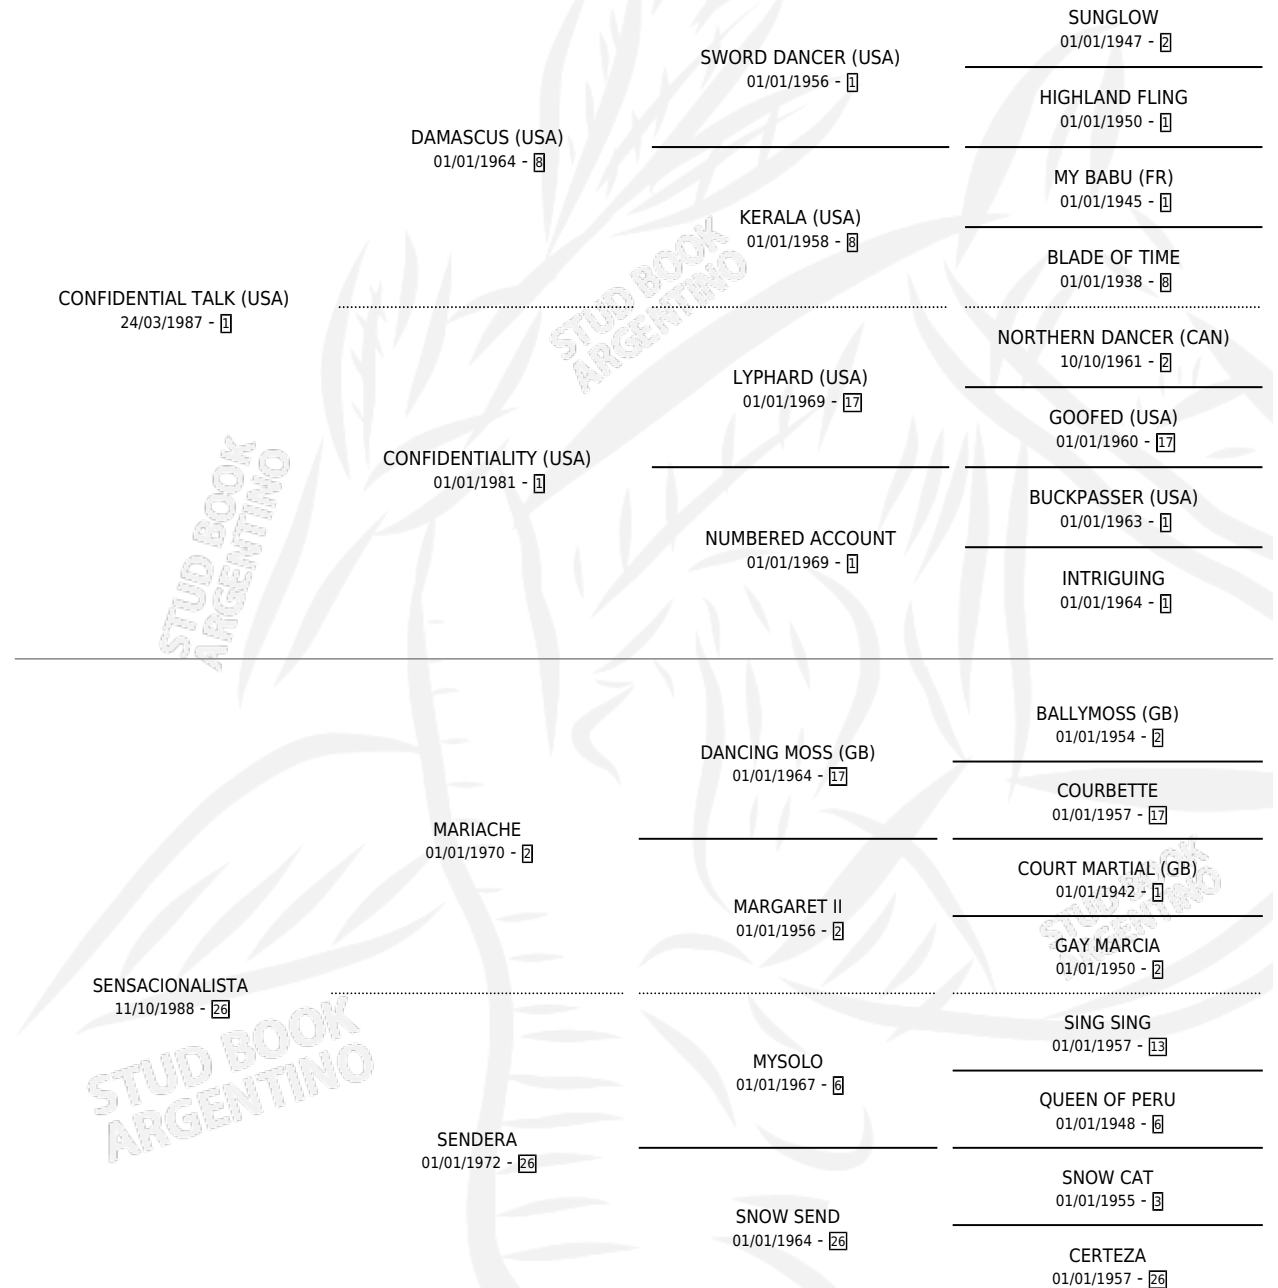 SUNGLOW
01/01/1947 - 2
SWORD DANCER (USA)
01/01/1956 - 1
HIGHLAND FLING
01/01/1950 - 1
DAMASCUS (USA)
01/01/1964 - 8
MY BABU (FR)
01/01/1945 - 1
KERALA (USA)
01/01/1958 - 8
BLADE OF TIME
01/01/1938 - 8
CONFIDENTIAL TALK (USA)
24/03/1987 - 1
NORTHERN DANCER (CAN)
10/10/1961 - 2
LYPHARD (USA)
01/01/1969 - 17
GOOFED (USA)
01/01/1960 - 17
CONFIDENTIALITY (USA)
01/01/1981 - 1
BUCKPASSER (USA)
01/01/1963 - 1
NUMBERED ACCOUNT
01/01/1969 - 1
INTRIGUING
01/01/1964 - 1
STUD BOOK
ARGENTINO
STUD BOOK
ARGENTINO
BALLYMOSS (GB)
01/01/1954 - 2
DANCING MOSS (GB)
01/01/1964 - 17
COURBETTE
01/01/1957 - 17
MARIACHE
01/01/1970 - 2
COURT MARTIAL (GB)
01/01/1942 - 1
MARGARET II
01/01/1956 - 2
GAY MARCIA
01/01/1950 - 2
SENSACIONALISTA
11/10/1988 - 26
SING SING
01/01/1957 - 13
MYSOLO
01/01/1967 - 6
QUEEN OF PERU
01/01/1948 - 6
SENDERA
01/01/1972 - 26
SNOW CAT
01/01/1955 - 3
SNOW SEND
01/01/1964 - 26
CERTEZA
01/01/1957 - 26
STUD BOOK
ARGENTINO
STUD BOOK
ARGENTINO